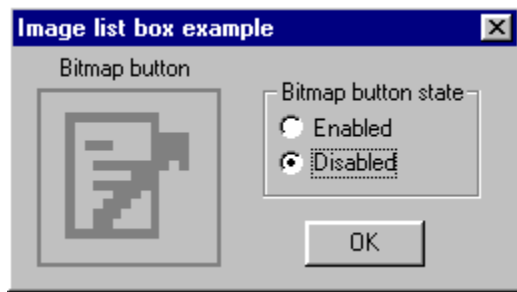 Image list box example
Bitmap button
Bitmap button state
Enabled
Disabled
OK